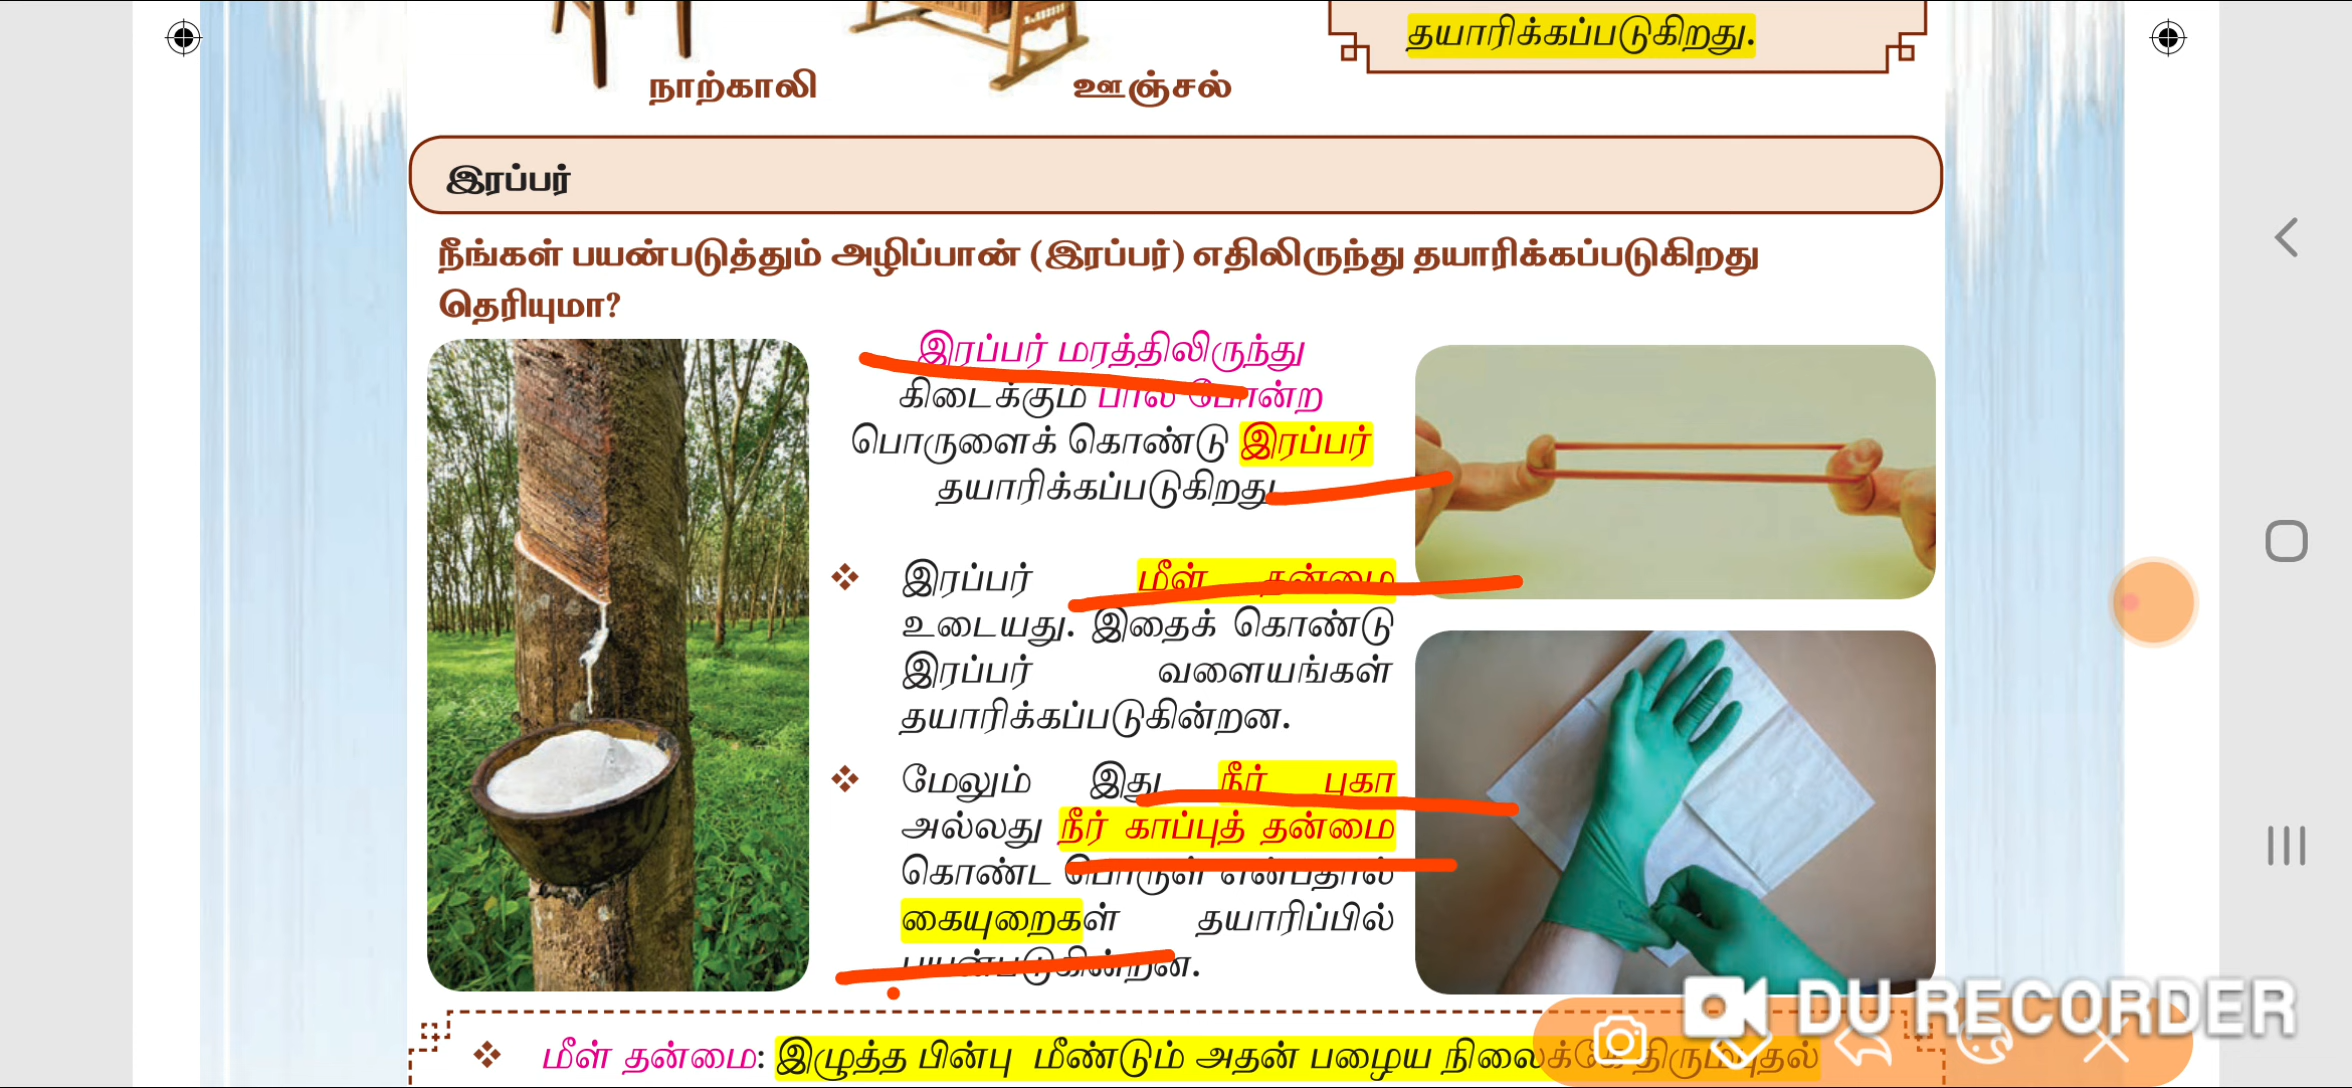 தயாரிக்கப்படுகிறது.
நாற்காலி
ஊஞ்சல்
இரப்பர்
நீங்கள் பயன்படுத்தும் அழிப்பான் (இரப்பர்) எதிலிருந்து தயாரிக்கப்படுகிறது
தெரியுமா?
இரப்பர் மரத்திலிருந்து
கிடைக்கும் பால் போன்ற
பொருளைக் கொண்டு இரப்பர்
தயாரிக்கப்படுகிறது
❖ இரப்பர் மீள் தன்மை
உடையது. இதைக் கொண்டு
இரப்பர் வளையங்கள்
தயாரிக்கப்படுகின்றன.
❖ மேலும் இது நீர் புகா
அல்லது நீர் காப்புத் தன்மை
கொண்ட பொருள் என்பதால்
கையுறைகள் தயாரிப்பில்
பயன்படுகின்றன.
DU RECORDER
❖ மீள் தன்மை: இழுத்த பின்பு மீண்டும் அதன் பழைய நிலைக்கே திரும்புதல்